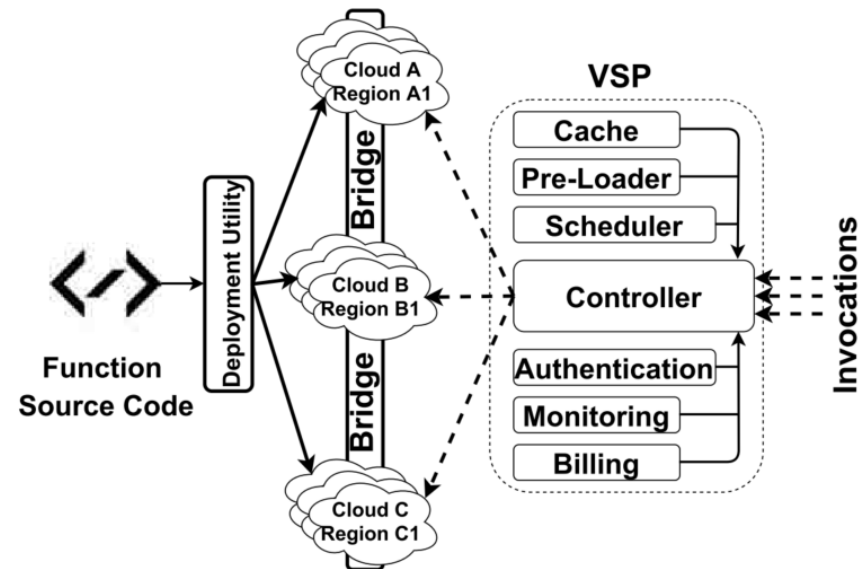 Function
Source Code
Deployment Utility
Cloud A
Region A1
Bridge
Cloud B
Region B1
Bridge
Cloud C
Region C1
VSP
Cache
Pre-Loader
Scheduler
Controller
Authentication
Monitoring
Billing
Invocations